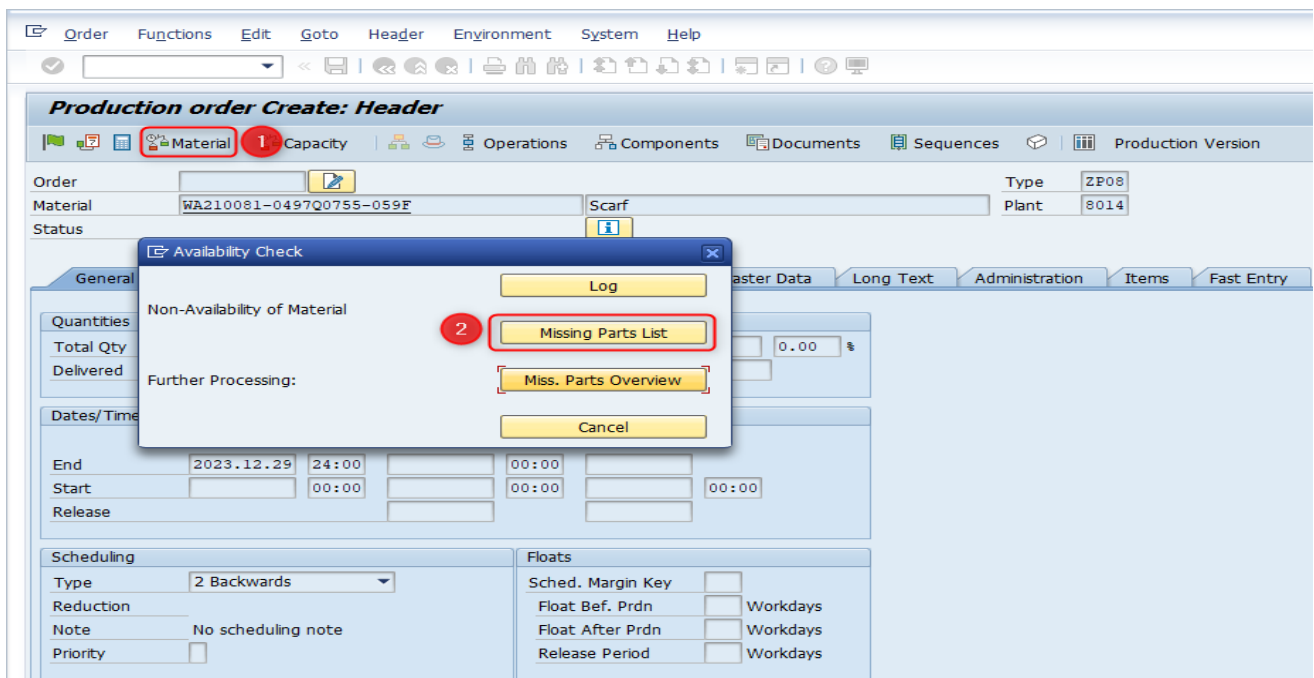 Order Functions Edit Goto Header Environment System Help
Production order Create: Header
Material 1 Capacity Operations Components Documents Sequences Production Version
Order Type ZP08
Material WA210081-0497Q0755-059F Scarf Plant 8014
Status
Availability Check
General aster Data Long Text Administration Items Fast Entry
Log
Non-Availability of Material
Quantities
2 Missing Parts List
Total Qty 0.00 %
Delivered
Further Processing: Miss. Parts Overview
Dates/Time
Cancel
End 2023.12.29 24:00 00:00
Start 00:00 00:00 00:00
Release
Scheduling Floats
Type 2 Backwards Sched. Margin Key
Reduction Float Bef. Prdn Workdays
Note No scheduling note Float After Prdn Workdays
Priority Release Period Workdays